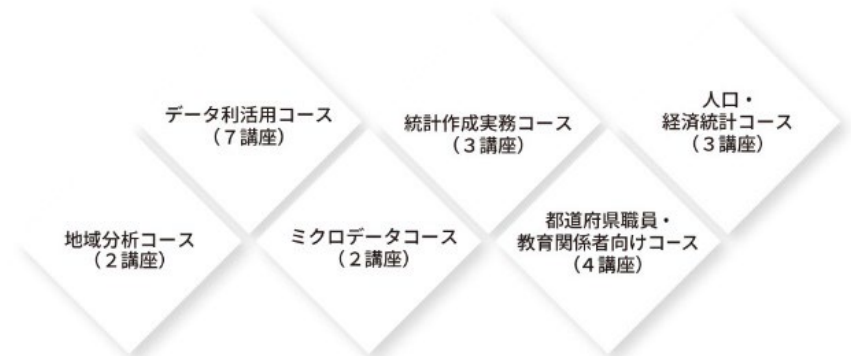 データ利活用コース
（７講座）
統計作成実務コース
（３講座）
人口・
経済統計コース
（３講座）
地域分析コース
（２講座）
ミクロデータコース
（２講座）
都道府県職員・
教育関係者向けコース
（４講座）